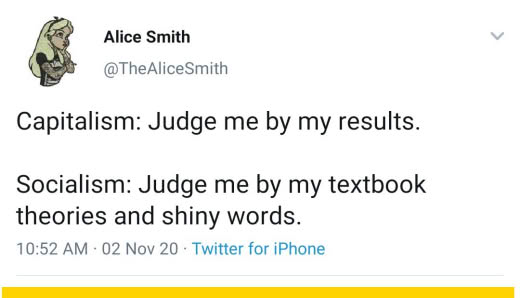 Alice Smith
@TheAliceSmith
Capitalism: Judge me by my results.
Socialism: Judge me by my textbook
theories and shiny words.
10:52 AM · 02 Nov 20 · Twitter for iPhone